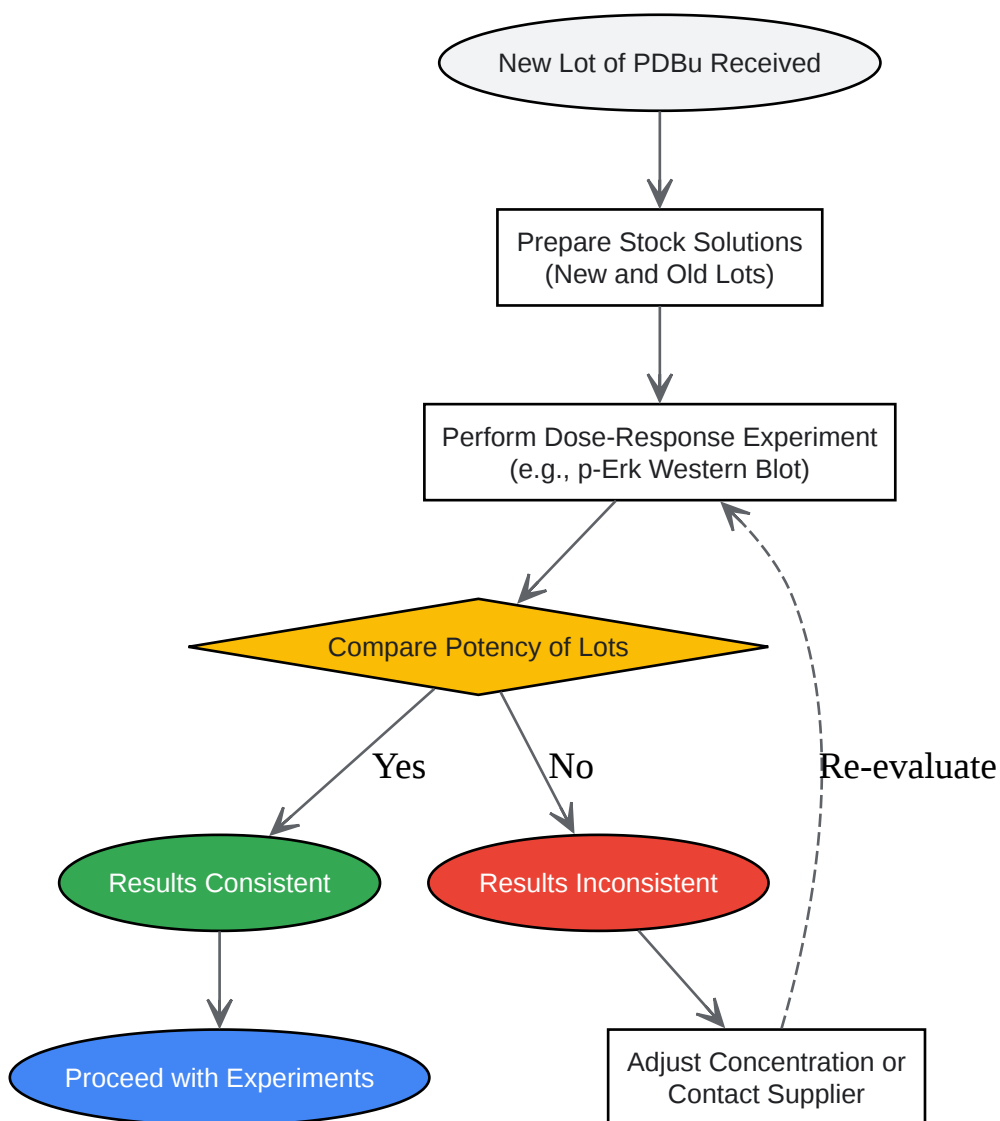 New Lot of PDBu Received
Prepare Stock Solutions
(New and Old Lots)
Perform Dose-Response Experiment
(e.g., p-Erk Western Blot)
Compare Potency of Lots
Yes
No
Re-evaluate
Results Consistent
Results Inconsistent
Proceed with Experiments
Adjust Concentration or
Contact Supplier